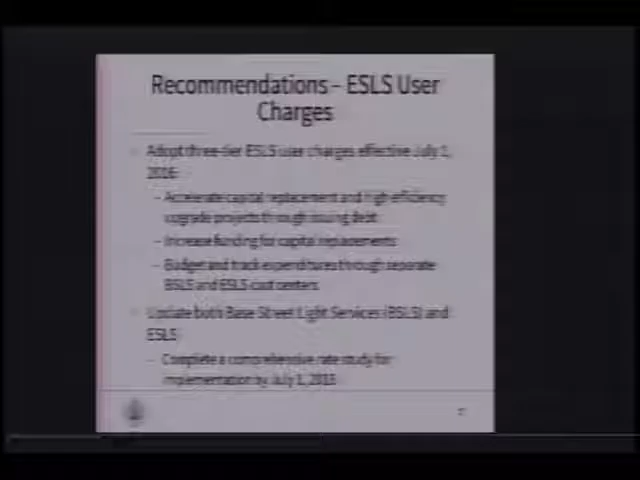 Recommendations – ESLS User
Charges
Adopt three-tier ESLS user charges effective July 1,
– Accelerate capital replacement and high efficiency
upgrade projects through issuing debt
– Increase funding for capital replacements
– Budget and track expenditures through separate
BSLS and ESLS cost centers
Update both Base Street Light Services (BSLS) and
ESLS
– Complete a comprehensive rate study for
implementation by July 1,